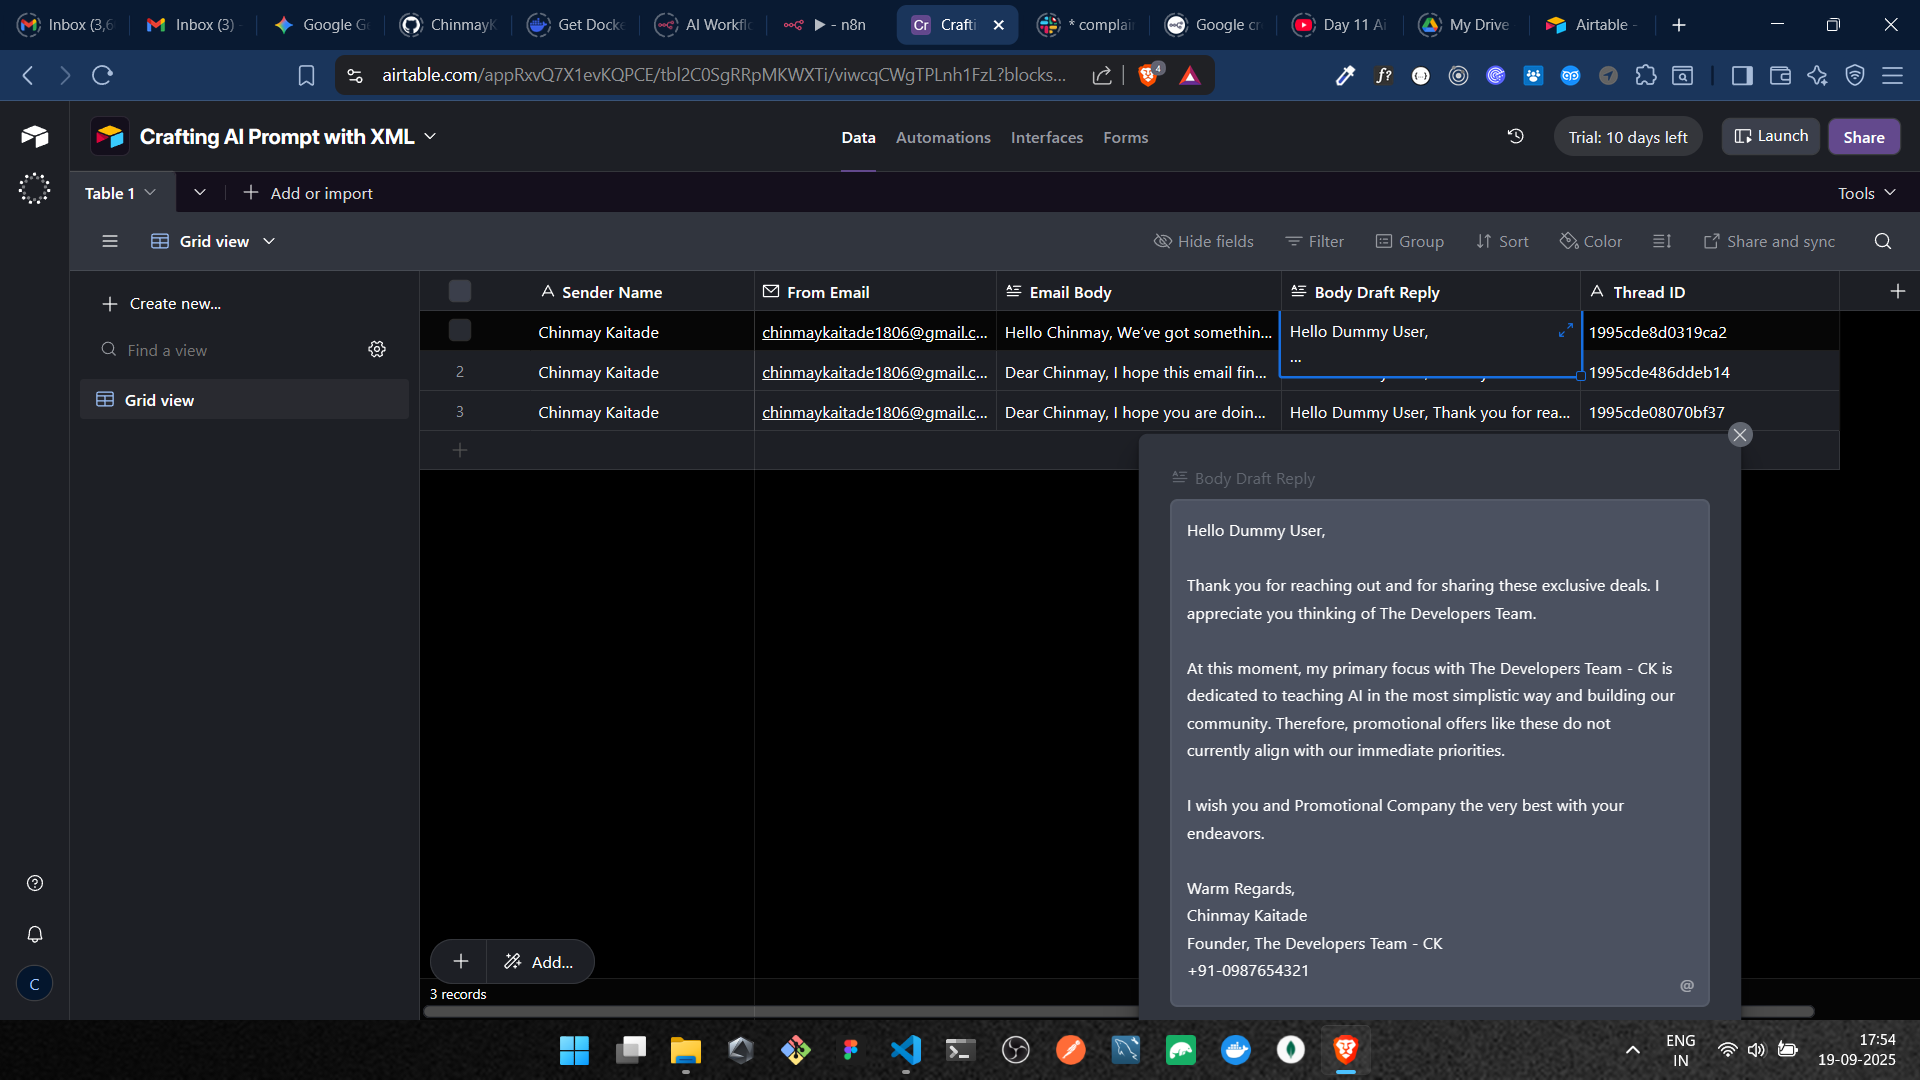 Inbox (3,6
Inbox (3)
Google Ge
ChinmayK
Get Docke
AI Workflo
▶ - n8n
Crafti
* complain
Google cr
Day 11 Ai
My Drive
Airtable -
airtable.com/appRxvQ7X1evKQPCE/tbl2C0SgRRpMKWXTi/viwcqCWgTPLnh1FzL?blocks...
4
f?
Crafting AI Prompt with XML
Data
Automations
Interfaces
Forms
Trial: 10 days left
Launch
Share
Table 1
Add or import
Tools
Grid view
Hide fields
Filter
Group
Sort
Color
Share and sync
Create new...
Find a view
Grid view
Sender Name
From Email
Email Body
Body Draft Reply
Thread ID
Chinmay Kaitade
chinmaykaitade1806@gmail.c...
Hello Chinmay, We’ve got somethin...
Hello Dummy User,
...
1995cde8d0319ca2
2
Chinmay Kaitade
chinmaykaitade1806@gmail.c...
Dear Chinmay, I hope this email fin...
1995cde486ddeb14
3
Chinmay Kaitade
chinmaykaitade1806@gmail.c...
Dear Chinmay, I hope you are doin...
Hello Dummy User, Thank you for rea...
1995cde08070bf37
Body Draft Reply
Hello Dummy User,
Thank you for reaching out and for sharing these exclusive deals. I
appreciate you thinking of The Developers Team.
At this moment, my primary focus with The Developers Team - CK is
dedicated to teaching AI in the most simplistic way and building our
community. Therefore, promotional offers like these do not
currently align with our immediate priorities.
I wish you and Promotional Company the very best with your
endeavors.
Warm Regards,
Chinmay Kaitade
Founder, The Developers Team - CK
+91-0987654321
@
C
Add...
3 records
ENG
IN
17:54
19-09-2025